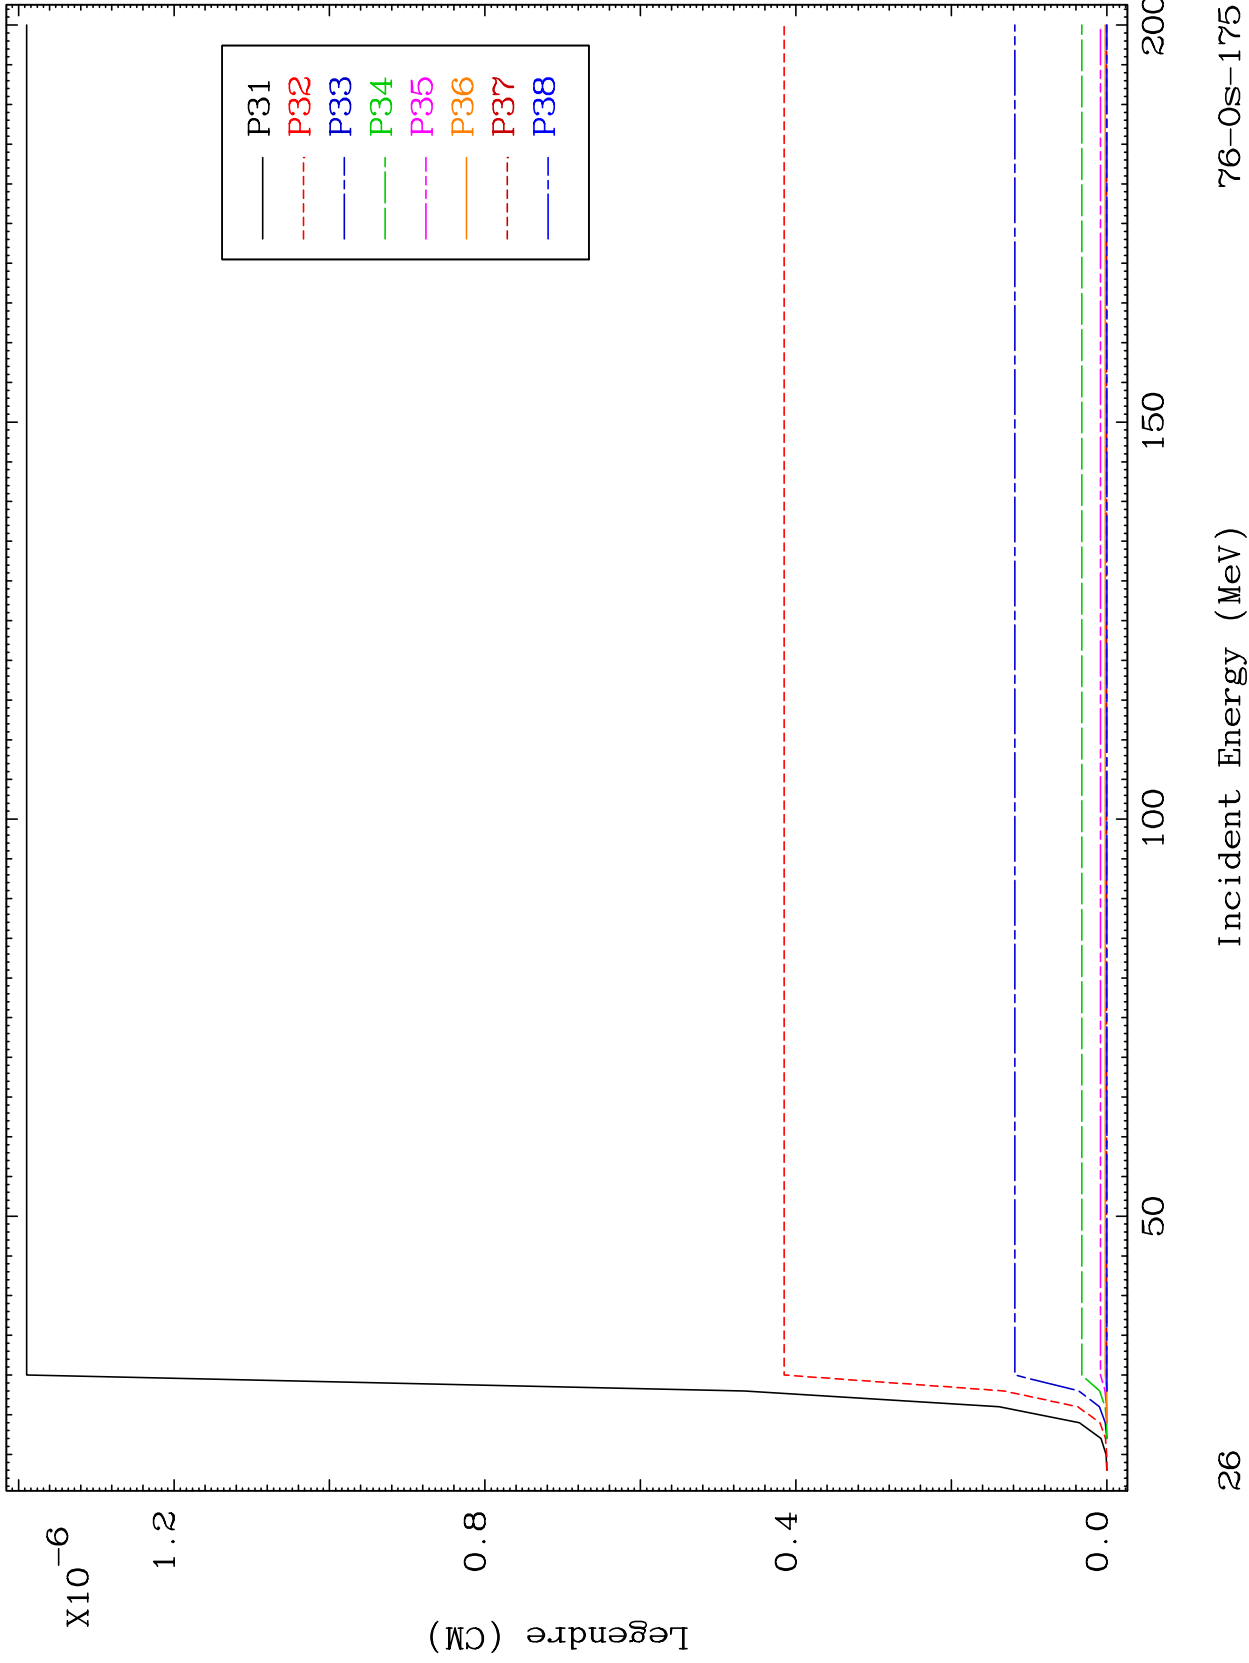 X10-6
1.2
0.8
0.4
0.0
Legendre (CM)
P31
P32
P33
P34
P35
P36
P37
P38
50
100
150
200
Incident Energy (MeV)
26
76-Os-175